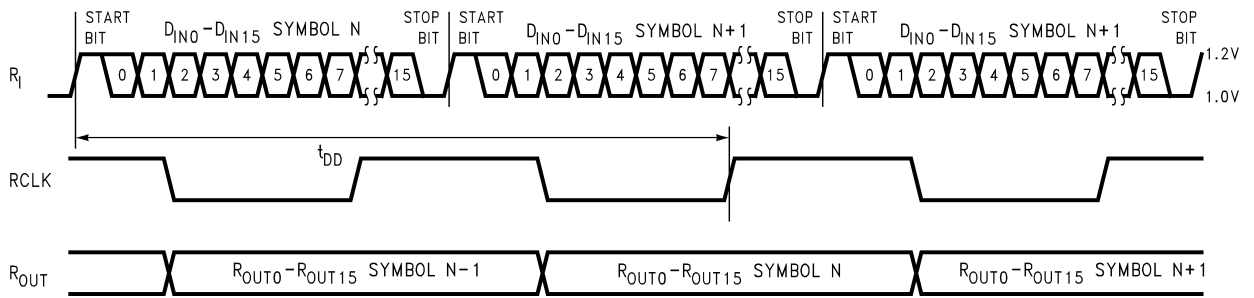 START BIT D_IN0–D_IN15 SYMBOL N STOP BIT START BIT D_IN0–D_IN15 SYMBOL N+1 STOP BIT START BIT D_IN0–D_IN15 SYMBOL N+1 STOP BIT
R_I 0 1 2 3 4 5 6 7 15 0 1 2 3 4 5 6 7 15 0 1 2 3 4 5 6 7 15 1.2V
1.0V
t_DD
RCLK
R_OUT R_OUT0–R_OUT15 SYMBOL N-1 R_OUT0–R_OUT15 SYMBOL N R_OUT0–R_OUT15 SYMBOL N+1